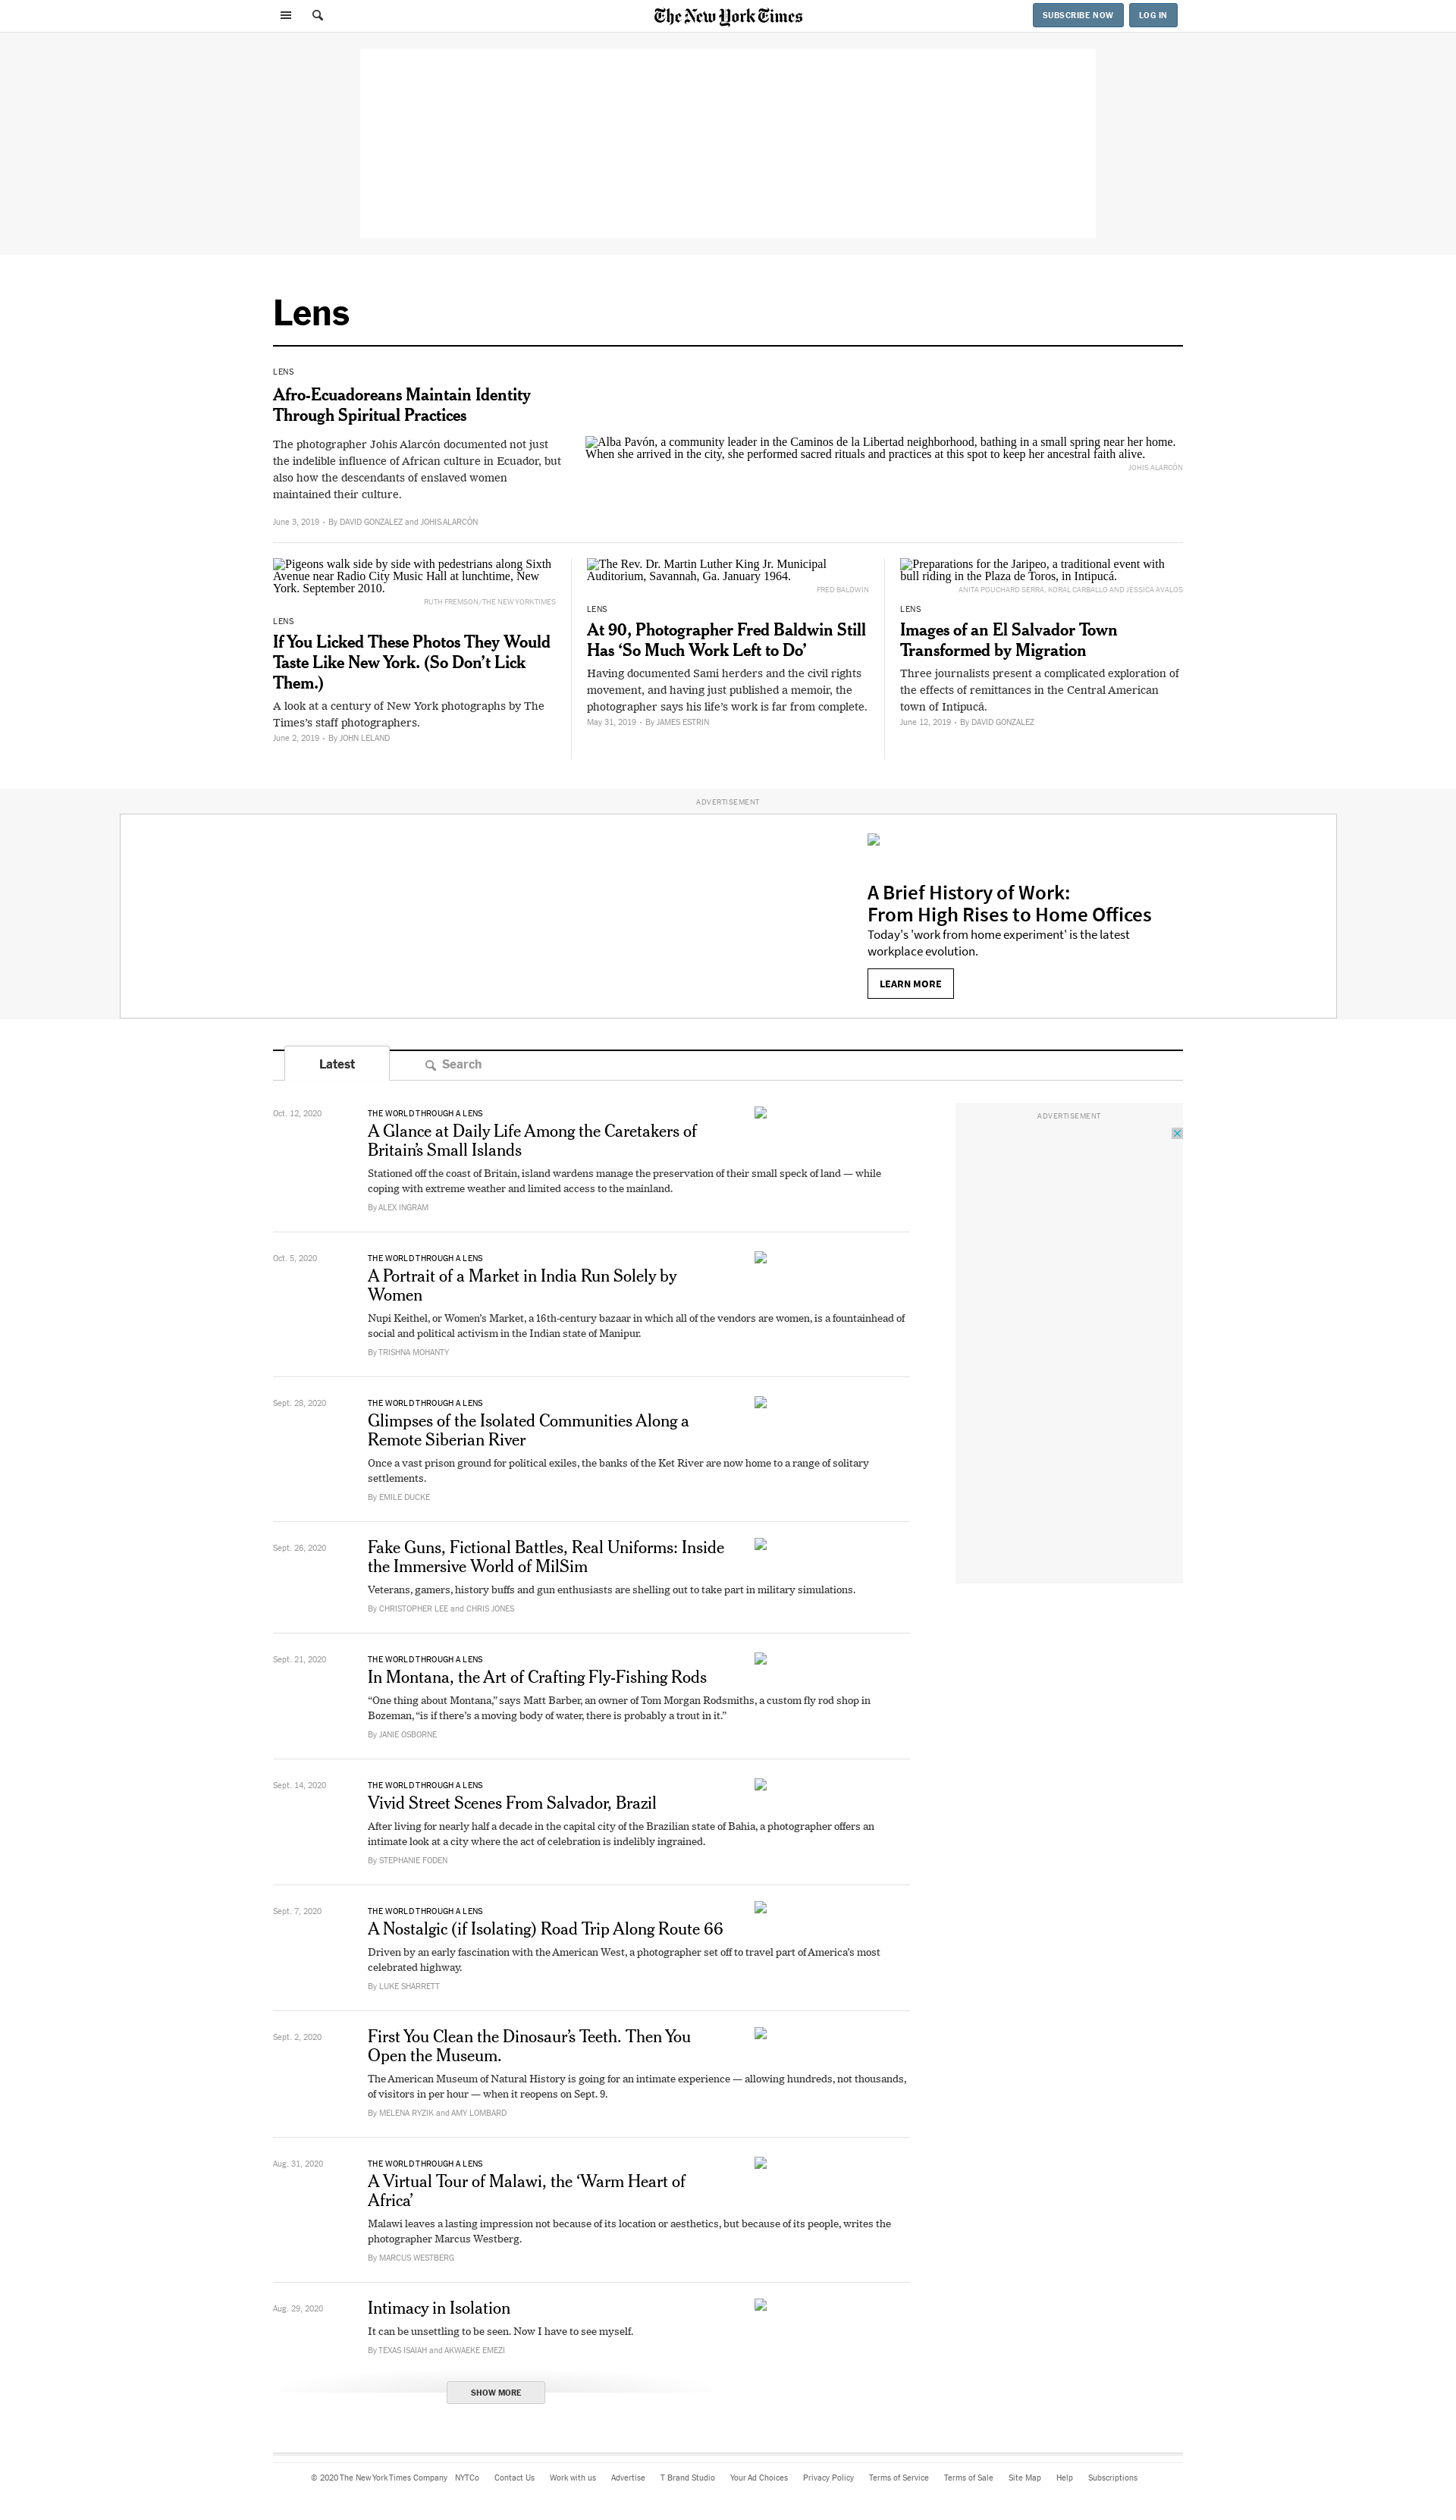 The New York Times
SUBSCRIBE NOW
LOG IN
Lens
LENS
Afro-Ecuadoreans Maintain Identity
Through Spiritual Practices
The photographer Johis Alarcón documented not just
the indelible influence of African culture in Ecuador, but
also how the descendants of enslaved women
maintained their culture.
June 3, 2019 • By DAVID GONZALEZ and JOHIS ALARCÓN
Alba Pavón, a community leader in the Caminos de la Libertad neighborhood, bathing in a small spring near her home.
When she arrived in the city, she performed sacred rituals and practices at this spot to keep her ancestral faith alive.
JOHIS ALARCÓN
Pigeons walk side by side with pedestrians along Sixth
Avenue near Radio City Music Hall at lunchtime, New
York. September 2010.
RUTH FREMSON/THE NEW YORK TIMES
LENS
If You Licked These Photos They Would
Taste Like New York. (So Don’t Lick
Them.)
A look at a century of New York photographs by The
Times’s staff photographers.
June 2, 2019 • By JOHN LELAND
The Rev. Dr. Martin Luther King Jr. Municipal
Auditorium, Savannah, Ga. January 1964.
FRED BALDWIN
LENS
At 90, Photographer Fred Baldwin Still
Has ‘So Much Work Left to Do’
Having documented Sami herders and the civil rights
movement, and having just published a memoir, the
photographer says his life’s work is far from complete.
May 31, 2019 • By JAMES ESTRIN
Preparations for the Jaripeo, a traditional event with
bull riding in the Plaza de Toros, in Intipucá.
ANITA POUCHARD SERRA, KORAL CARBALLO AND JESSICA AVALOS
LENS
Images of an El Salvador Town
Transformed by Migration
Three journalists present a complicated exploration of
the effects of remittances in the Central American
town of Intipucá.
June 12, 2019 • By DAVID GONZALEZ
ADVERTISEMENT
A Brief History of Work:
From High Rises to Home Offices
Today's 'work from home experiment' is the latest
workplace evolution.
LEARN MORE
Latest
Search
ADVERTISEMENT
Oct. 12, 2020
THE WORLD THROUGH A LENS
A Glance at Daily Life Among the Caretakers of
Britain’s Small Islands
Stationed off the coast of Britain, island wardens manage the preservation of their small speck of land — while
coping with extreme weather and limited access to the mainland.
By ALEX INGRAM
Oct. 5, 2020
THE WORLD THROUGH A LENS
A Portrait of a Market in India Run Solely by
Women
Nupi Keithel, or Women's Market, a 16th-century bazaar in which all of the vendors are women, is a fountainhead of
social and political activism in the Indian state of Manipur.
By TRISHNA MOHANTY
Sept. 28, 2020
THE WORLD THROUGH A LENS
Glimpses of the Isolated Communities Along a
Remote Siberian River
Once a vast prison ground for political exiles, the banks of the Ket River are now home to a range of solitary
settlements.
By EMILE DUCKE
Sept. 26, 2020
Fake Guns, Fictional Battles, Real Uniforms: Inside
the Immersive World of MilSim
Veterans, gamers, history buffs and gun enthusiasts are shelling out to take part in military simulations.
By CHRISTOPHER LEE and CHRIS JONES
Sept. 21, 2020
THE WORLD THROUGH A LENS
In Montana, the Art of Crafting Fly-Fishing Rods
“One thing about Montana,” says Matt Barber, an owner of Tom Morgan Rodsmiths, a custom fly rod shop in
Bozeman, “is if there’s a moving body of water, there is probably a trout in it.”
By JANIE OSBORNE
Sept. 14, 2020
THE WORLD THROUGH A LENS
Vivid Street Scenes From Salvador, Brazil
After living for nearly half a decade in the capital city of the Brazilian state of Bahia, a photographer offers an
intimate look at a city where the act of celebration is indelibly ingrained.
By STEPHANIE FODEN
Sept. 7, 2020
THE WORLD THROUGH A LENS
A Nostalgic (if Isolating) Road Trip Along Route 66
Driven by an early fascination with the American West, a photographer set off to travel part of America’s most
celebrated highway.
By LUKE SHARRETT
Sept. 2, 2020
First You Clean the Dinosaur’s Teeth. Then You
Open the Museum.
The American Museum of Natural History is going for an intimate experience — allowing hundreds, not thousands,
of visitors in per hour — when it reopens on Sept. 9.
By MELENA RYZIK and AMY LOMBARD
Aug. 31, 2020
THE WORLD THROUGH A LENS
A Virtual Tour of Malawi, the ‘Warm Heart of
Africa’
Malawi leaves a lasting impression not because of its location or aesthetics, but because of its people, writes the
photographer Marcus Westberg.
By MARCUS WESTBERG
Aug. 29, 2020
Intimacy in Isolation
It can be unsettling to be seen. Now I have to see myself.
By TEXAS ISAIAH and AKWAEKE EMEZI
SHOW MORE
© 2020 The New York Times Company NYTCo Contact Us Work with us Advertise T Brand Studio Your Ad Choices Privacy Policy Terms of Service Terms of Sale Site Map Help Subscriptions